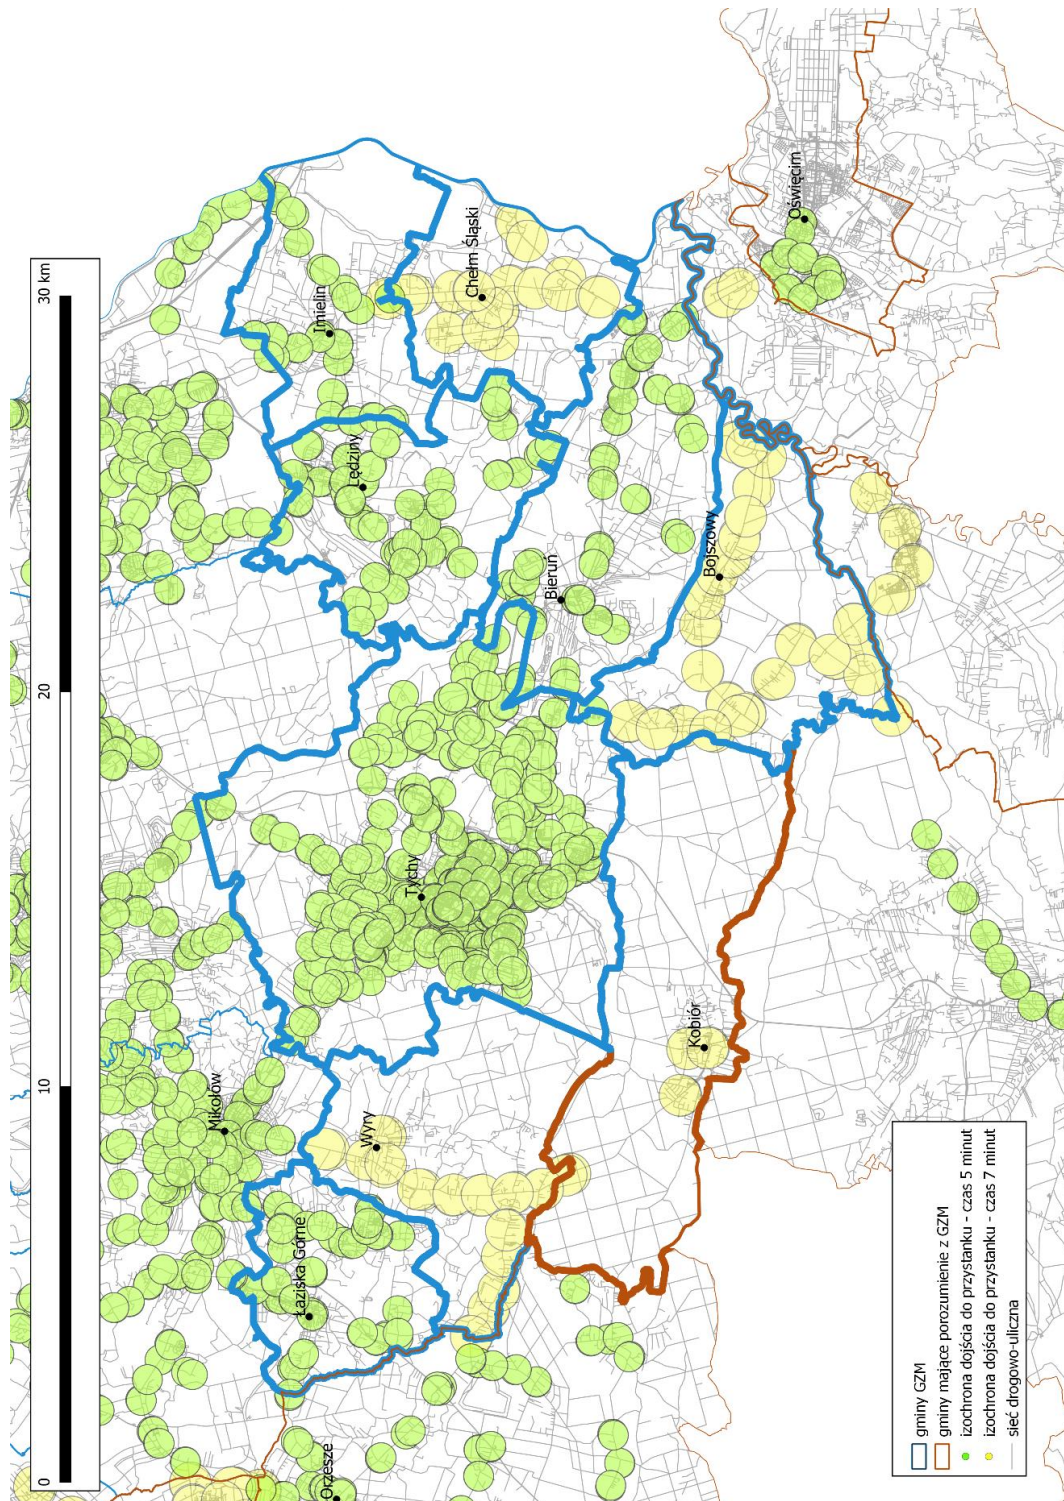 0
10
20
30 km
Orzesze
Łaziska Górne
Mikołów
Wyry
Kobiór
Tychy
Bieruń
Bojszowy
Lędziny
Imielin
Chełm Śląski
Oświęcim
gminy GZM
gminy mające porozumienie z GZM
izochrona dojścia do przystanku - czas 5 minut
izochrona dojścia do przystanku - czas 7 minut
sieć drogowo-uliczna